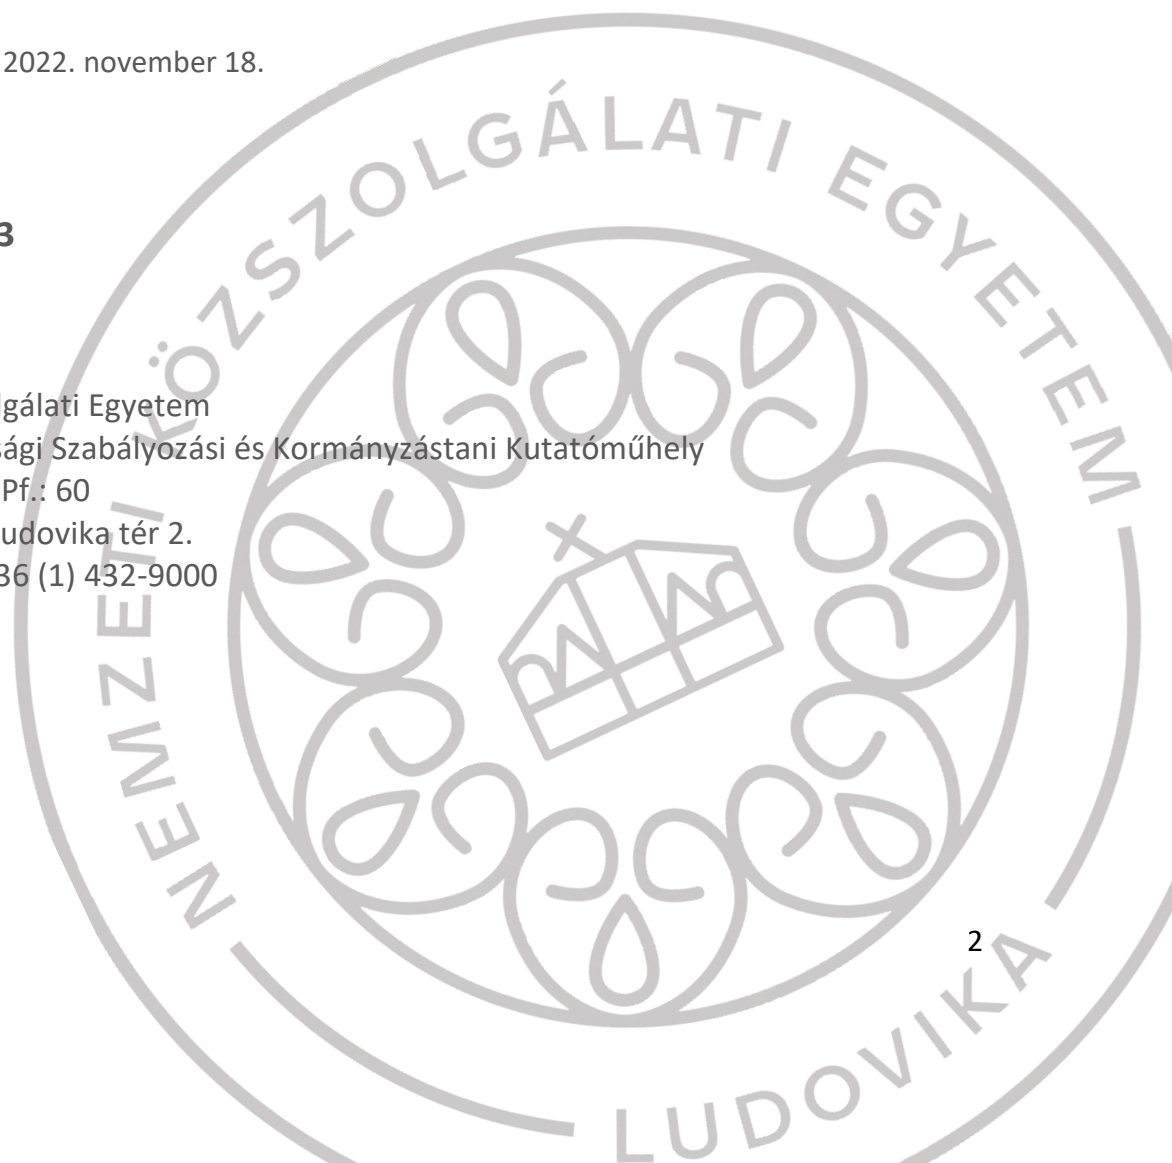 2022. november 18.
3
lgálati Egyetem
sági Szabályozási és Kormányzástani Kutatóműhely
Pf.: 60
udovika tér 2.
36 (1) 432-9000
2
NEMZETI KÖZSZOLGÁLATI EGYETEM
LUDOVIKA